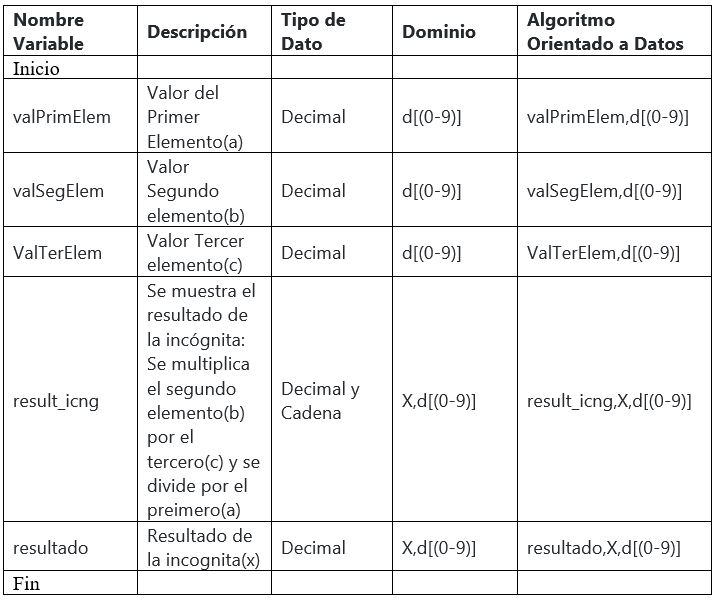 Nombre Variable | Descripción | Tipo de Dato | Dominio | Algoritmo Orientado a Datos
Inicio
valPrimElem | Valor del Primer Elemento(a) | Decimal | d[(0-9)] | valPrimElem,d[(0-9)]
valSegElem | Valor Segundo elemento(b) | Decimal | d[(0-9)] | valSegElem,d[(0-9)]
ValTerElem | Valor Tercer elemento(c) | Decimal | d[(0-9)] | ValTerElem,d[(0-9)]
result_icng | Se muestra el resultado de la incógnita: Se multiplica el segundo elemento(b) por el tercero(c) y se divide por el preimero(a) | Decimal y Cadena | X,d[(0-9)] | result_icng,X,d[(0-9)]
resultado | Resultado de la incognita(x) | Decimal | X,d[(0-9)] | resultado,X,d[(0-9)]
Fin